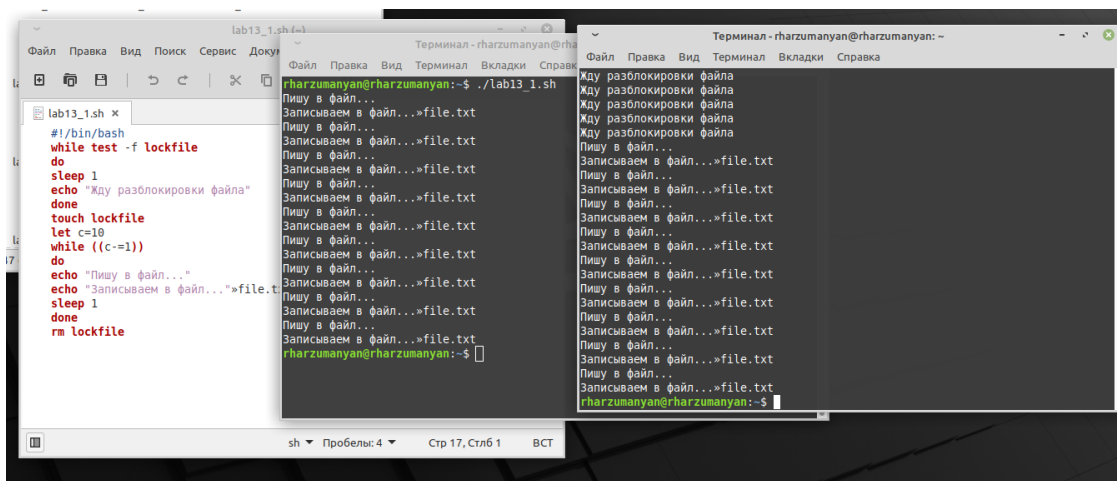 lab13_1.sh (~)
Файл Правка Вид Поиск Сервис
lab13_1.sh ×
#!/bin/bash
while test -f lockfile
do
sleep 1
echo "Жду разблокировки файла"
done
touch lockfile
let c=10
while ((c-=1))
do
echo "Пишу в файл..."
echo "Записываем в файл..."»file.t
sleep 1
done
rm lockfile
sh Пробелы: 4 Стр 17, Стлб 1 ВСТ
Терминал - rharzumanyan@rha
Файл Правка Вид Терминал Вкладки
rharzumanyan@rharzumanyan:~$ ./lab13_1.sh
Пишу в файл...
Записываем в файл...»file.txt
Пишу в файл...
Записываем в файл...»file.txt
Пишу в файл...
Записываем в файл...»file.txt
Пишу в файл...
Записываем в файл...»file.txt
Пишу в файл...
Записываем в файл...»file.txt
Пишу в файл...
Записываем в файл...»file.txt
Пишу в файл...
Записываем в файл...»file.txt
Пишу в файл...
Записываем в файл...»file.txt
Пишу в файл...
Записываем в файл...»file.txt
rharzumanyan@rharzumanyan:~$
Терминал - rharzumanyan@rharzumanyan: ~
Файл Правка Вид Терминал Вкладки Справка
Жду разблокировки файла
Жду разблокировки файла
Жду разблокировки файла
Жду разблокировки файла
Жду разблокировки файла
Пишу в файл...
Записываем в файл...»file.txt
Пишу в файл...
Записываем в файл...»file.txt
Пишу в файл...
Записываем в файл...»file.txt
Пишу в файл...
Записываем в файл...»file.txt
Пишу в файл...
Записываем в файл...»file.txt
Пишу в файл...
Записываем в файл...»file.txt
Пишу в файл...
Записываем в файл...»file.txt
Пишу в файл...
Записываем в файл...»file.txt
Пишу в файл...
Записываем в файл...»file.txt
rharzumanyan@rharzumanyan:~$